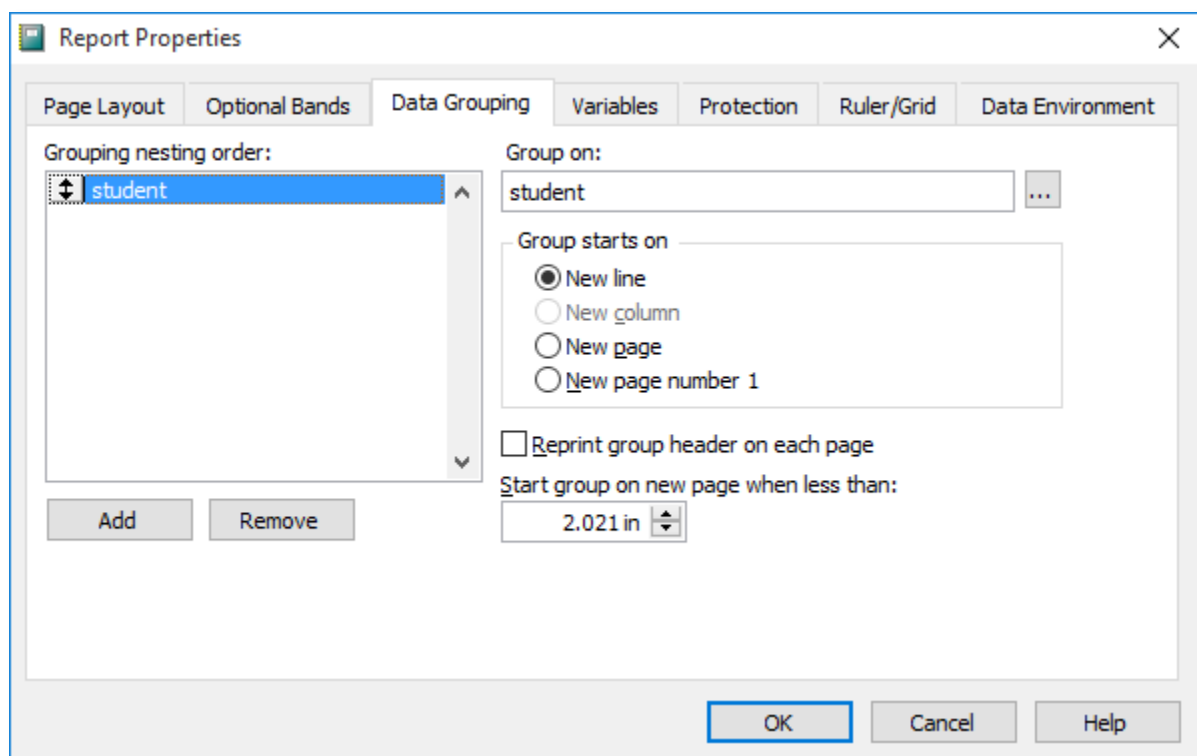 Report Properties
Page Layout Optional Bands Data Grouping Variables Protection Ruler/Grid Data Environment
Grouping nesting order:
student
Group on:
student ...
Group starts on
New line
New column
New page
New page number 1
Reprint group header on each page
Start group on new page when less than:
2.021 in
Add Remove
OK Cancel Help